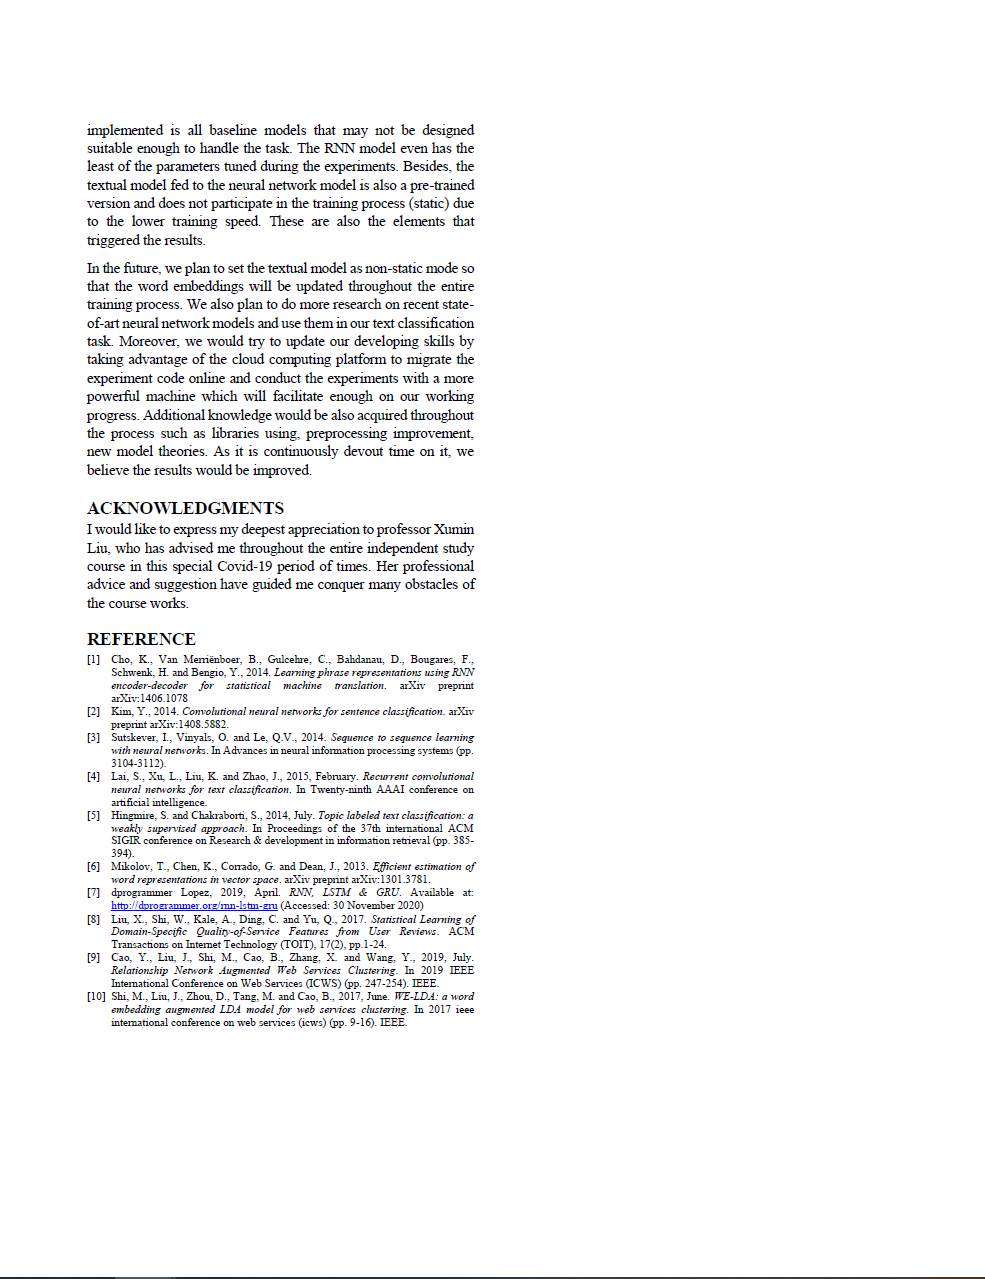 implemented is all baseline models that may not be designed
suitable enough to handle the task. The RNN model even has the
least of the parameters tuned during the experiments. Besides, the
textual model fed to the neural network model is also a pre-trained
version and does not participate in the training process (static) due
to the lower training speed. These are also the elements that
triggered the results.
In the future, we plan to set the textual model as non-static mode so
that the word embeddings will be updated throughout the entire
training process. We also plan to do more research on recent state-
of-art neural network models and use them in our text classification
task. Moreover, we would try to update our developing skills by
taking advantage of the cloud computing platform to migrate the
experiment code online and conduct the experiments with a more
powerful machine which will facilitate enough on our working
progress. Additional knowledge would be also acquired throughout
the process such as libraries using, preprocessing improvement,
new model theories. As it is continuously devout time on it, we
believe the results would be improved.
ACKNOWLEDGMENTS
I would like to express my deepest appreciation to professor Xumin
Liu, who has advised me throughout the entire independent study
course in this special Covid-19 period of times. Her professional
advice and suggestion have guided me conquer many obstacles of
the course works.
REFERENCE
[1] Cho, K., Van Merriënboer, B., Gulcehre, C., Bahdanau, D., Bougares, F.,
Schwenk, H. and Bengio, Y., 2014. Learning phrase representations using RNN
encoder-decoder for statistical machine translation. arXiv preprint
arXiv:1406.1078
[2] Kim, Y., 2014. Convolutional neural networks for sentence classification. arXiv
preprint arXiv:1408.5882.
[3] Sutskever, I., Vinyals, O. and Le, Q.V., 2014. Sequence to sequence learning
with neural networks. In Advances in neural information processing systems (pp.
3104-3112).
[4] Lai, S., Xu, L., Liu, K. and Zhao, J., 2015, February. Recurrent convolutional
neural networks for text classification. In Twenty-ninth AAAI conference on
artificial intelligence.
[5] Hingmire, S. and Chakraborti, S., 2014, July. Topic labeled text classification: a
weakly supervised approach. In Proceedings of the 37th international ACM
SIGIR conference on Research & development in information retrieval (pp. 385-
394).
[6] Mikolov, T., Chen, K., Corrado, G. and Dean, J., 2013. Efficient estimation of
word representations in vector space. arXiv preprint arXiv:1301.3781.
[7] dprogrammer Lopez, 2019, April. RNN, LSTM & GRU. Available at:
http://dprogrammer.org/rnn-lstm-gru (Accessed: 30 November 2020)
[8] Liu, X., Shi, W., Kale, A., Ding, C. and Yu, Q., 2017. Statistical Learning of
Domain-Specific Quality-of-Service Features from User Reviews. ACM
Transactions on Internet Technology (TOIT), 17(2), pp.1-24.
[9] Cao, Y., Liu, J., Shi, M., Cao, B., Zhang, X. and Wang, Y., 2019, July.
Relationship Network Augmented Web Services Clustering. In 2019 IEEE
International Conference on Web Services (ICWS) (pp. 247-254). IEEE.
[10] Shi, M., Liu, J., Zhou, D., Tang, M. and Cao, B., 2017, June. WE-LDA: a word
embedding augmented LDA model for web services clustering. In 2017 ieee
international conference on web services (icws) (pp. 9-16). IEEE.